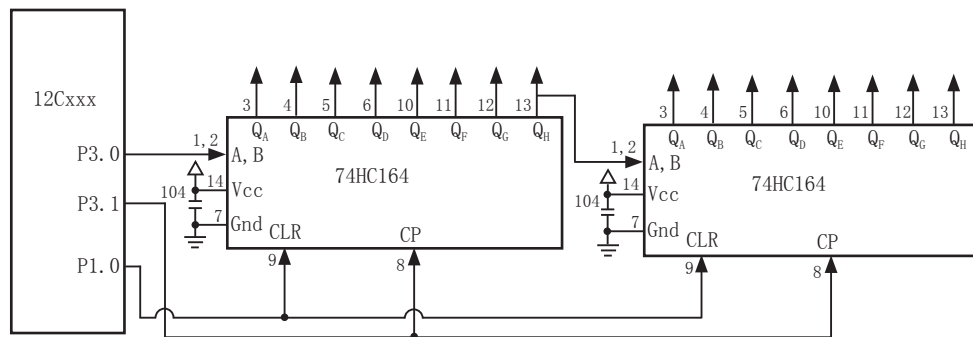 12Cxxx
P3.0
P3.1
P1.0
3 4 5 6 10 11 12 13
QA QB QC QD QE QF QG QH
1,2
A,B
74HC164
14
Vcc
104
7
Gnd
CLR
CP
9
8
3 4 5 6 10 11 12 13
QA QB QC QD QE QF QG QH
1,2
A,B
74HC164
14
Vcc
104
7
Gnd
CLR
CP
9
8